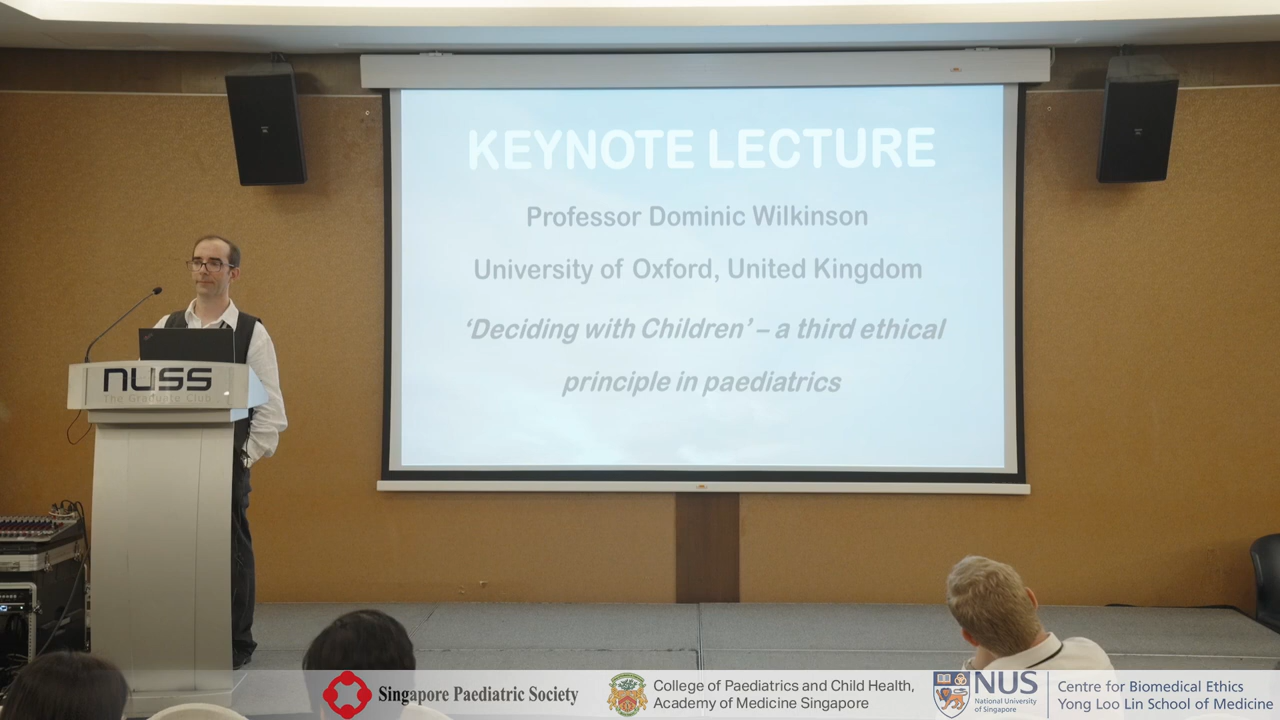 KEYNOTE LECTURE
Professor Dominic Wilkinson
University of Oxford, United Kingdom
‘Deciding with Children’ – a third ethical
principle in paediatrics
nuss
The Graduate Club
Singapore Paediatric Society
College of Paediatrics and Child Health,
Academy of Medicine Singapore
NUS
National University
of Singapore
Centre for Biomedical Ethics
Yong Loo Lin School of Medicine